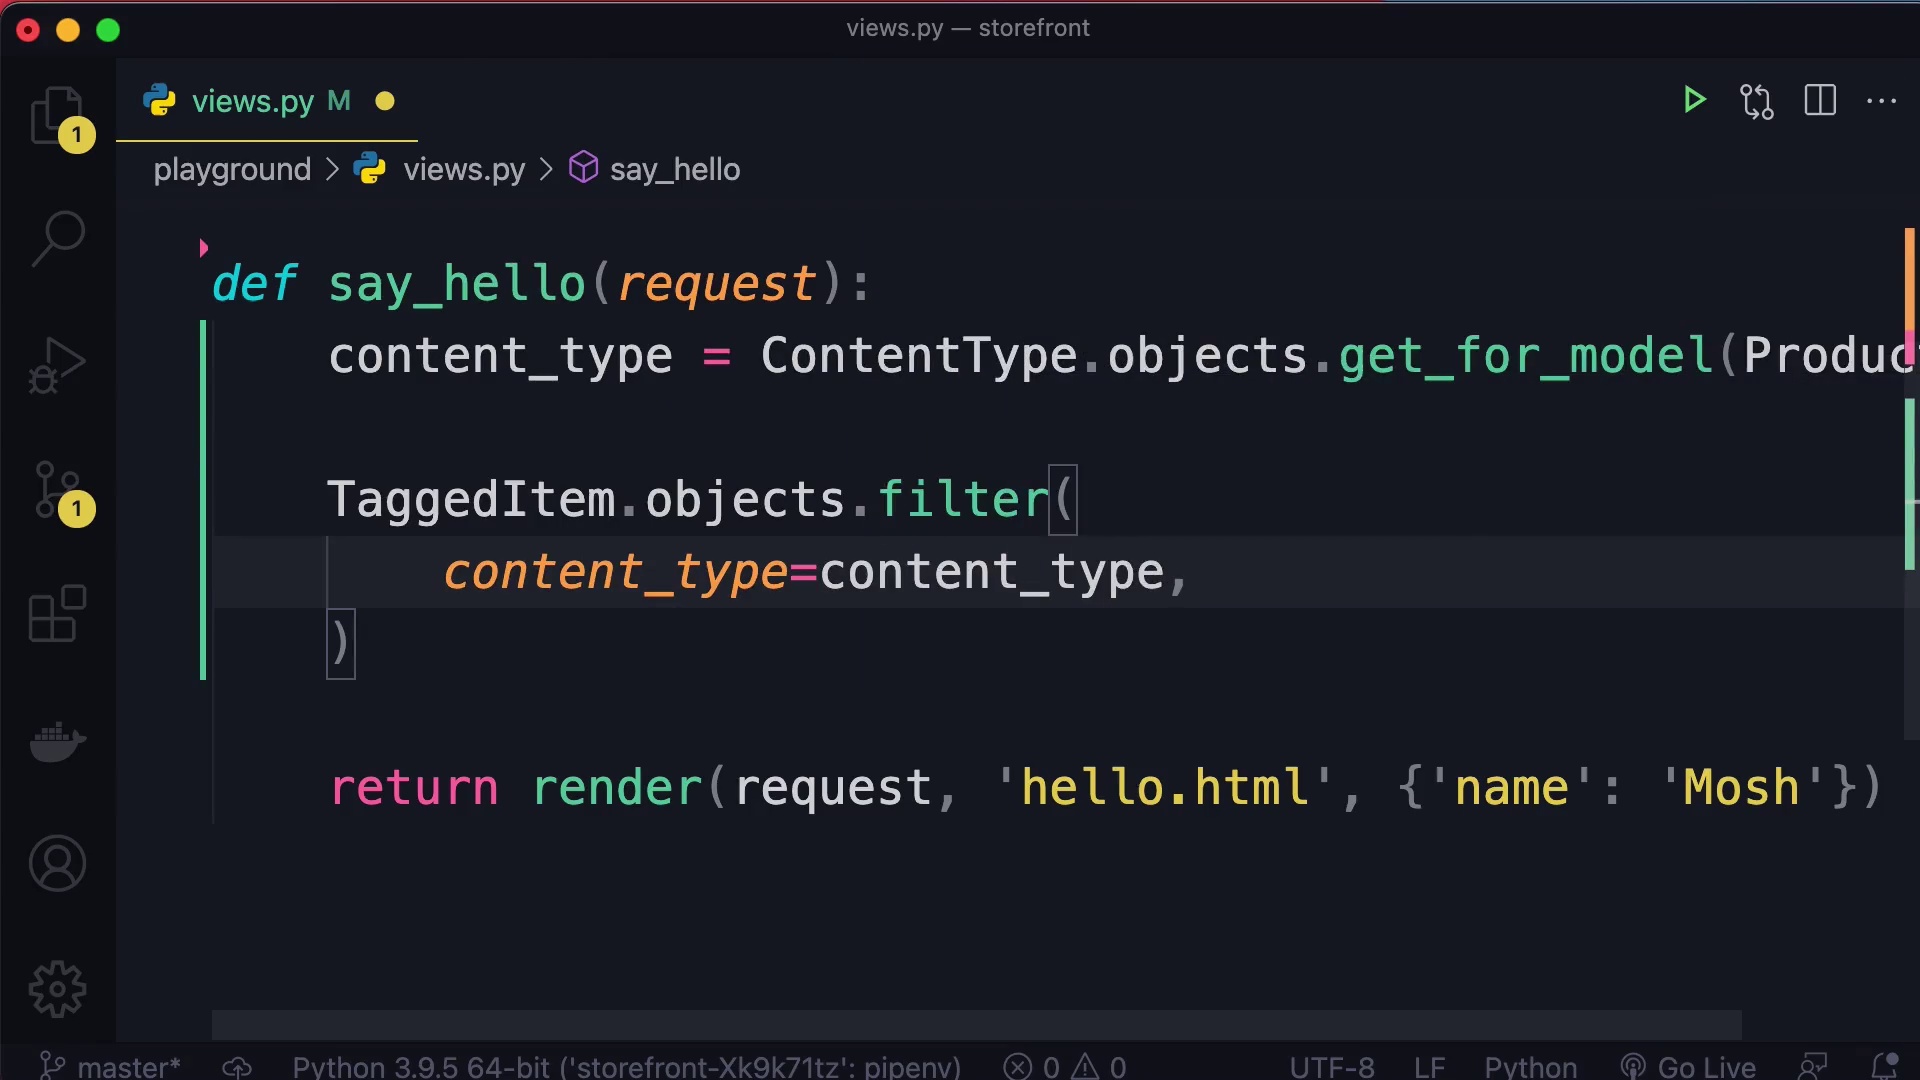 views.py — storefront
views.py M
1
playground > views.py > say_hello
def say_hello(request):
content_type = ContentType.objects.get_for_model(Produc
TaggedItem.objects.filter(
content_type=content_type,
)
1
return render(request, 'hello.html', {'name': 'Mosh'})
master* Python 3.9.5 64-bit ('storefront-Xk9k71tz': pipenv) 0 0 UTF-8 LF Python Go Live